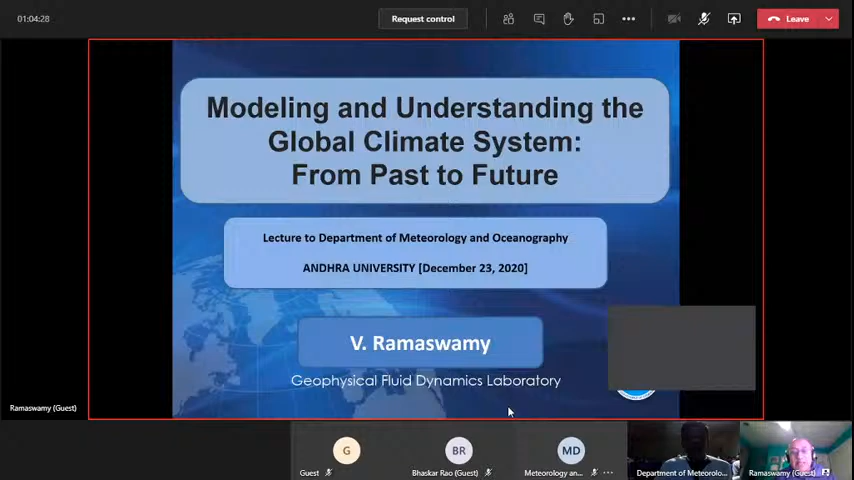 01:04:28
Request control
Leave
Modeling and Understanding the
Global Climate System:
From Past to Future
Lecture to Department of Meteorology and Oceanography
ANDHRA UNIVERSITY [December 23, 2020]
V. Ramaswamy
Geophysical Fluid Dynamics Laboratory
Ramaswamy (Guest)
G
BR
MD
Guest
Bhaskar Rao (Guest)
Meteorology an...
Department of Meteorolo...
Ramaswamy (Guest)